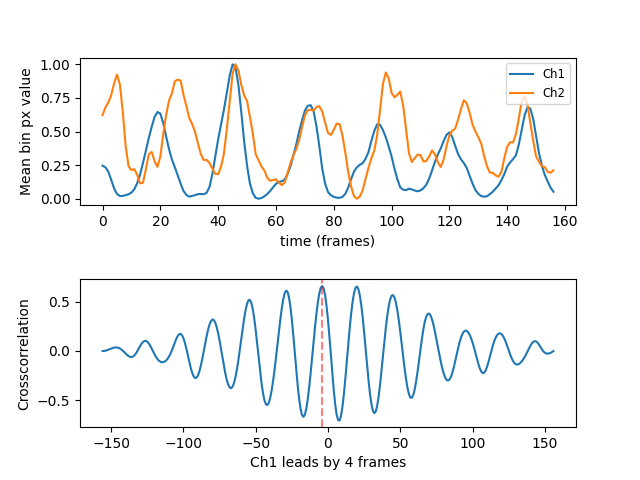 1.00
0.75
0.50
0.25
0.00
Mean bin px value
Ch1
Ch2
0 20 40 60 80 100 120 140 160
time (frames)
0.5
0.0
−0.5
Crosscorrelation
−150 −100 −50 0 50 100 150
Ch1 leads by 4 frames